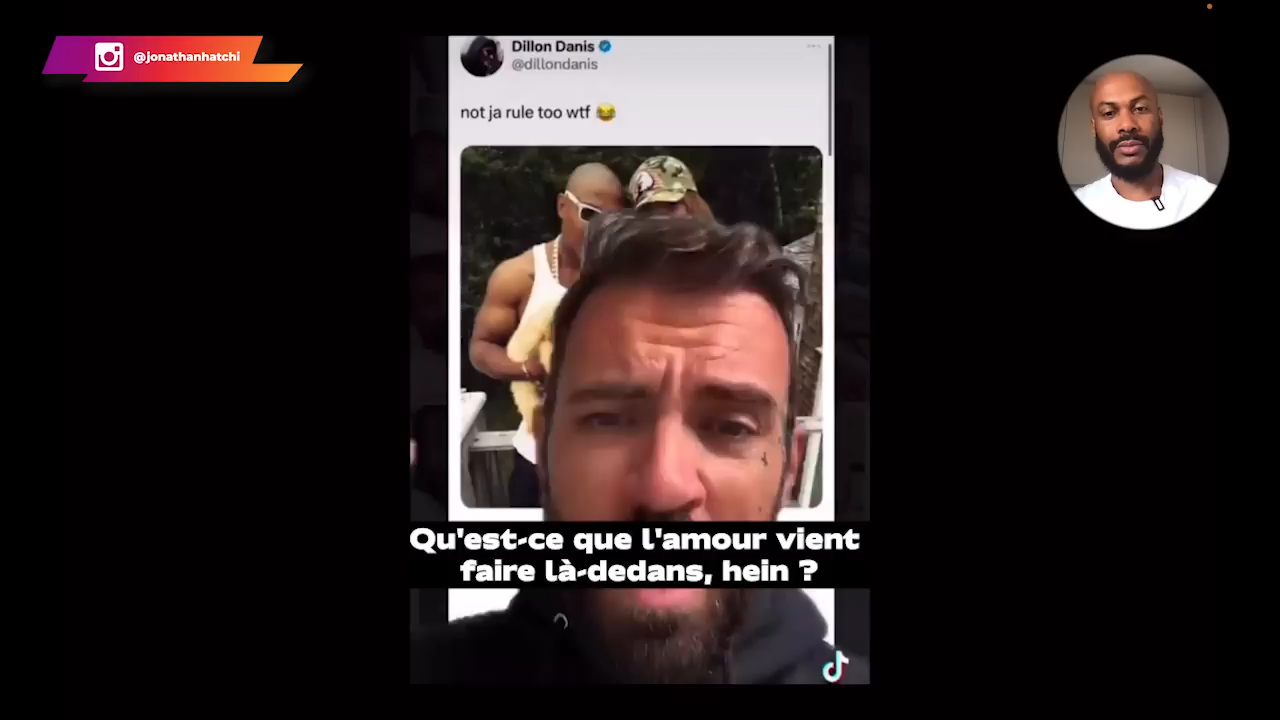 @jonathanhatchi
Dillon Danis
@dillondanis
not ja rule too wtf 😂
Qu'est-ce que l'amour vient
faire là-dedans, hein ?